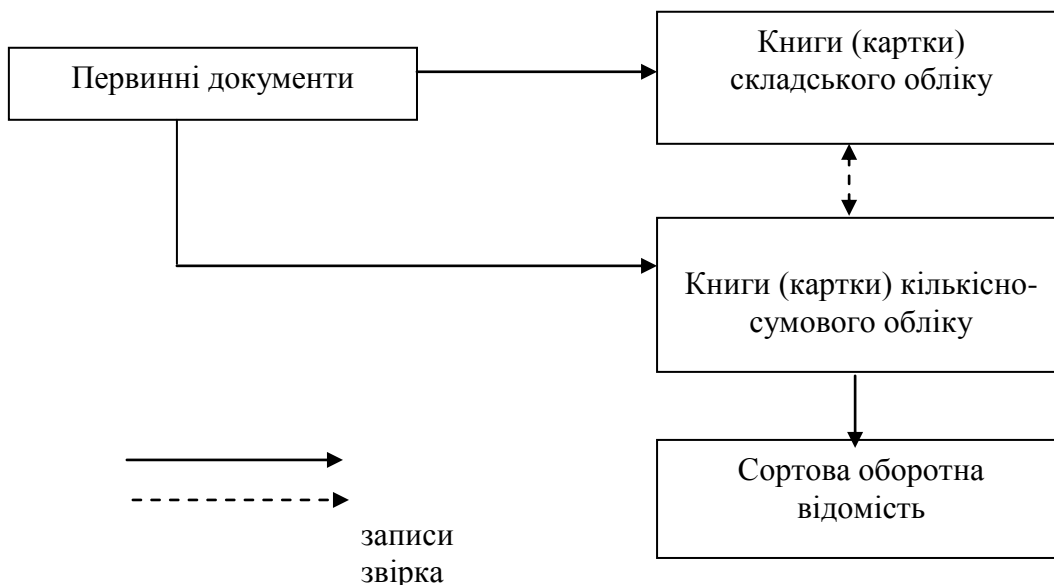 Первинні документи
Книги (картки)
складського обліку
Книги (картки) кількісно-
сумового обліку
Сортова оборотна
відомість
записи
звірка